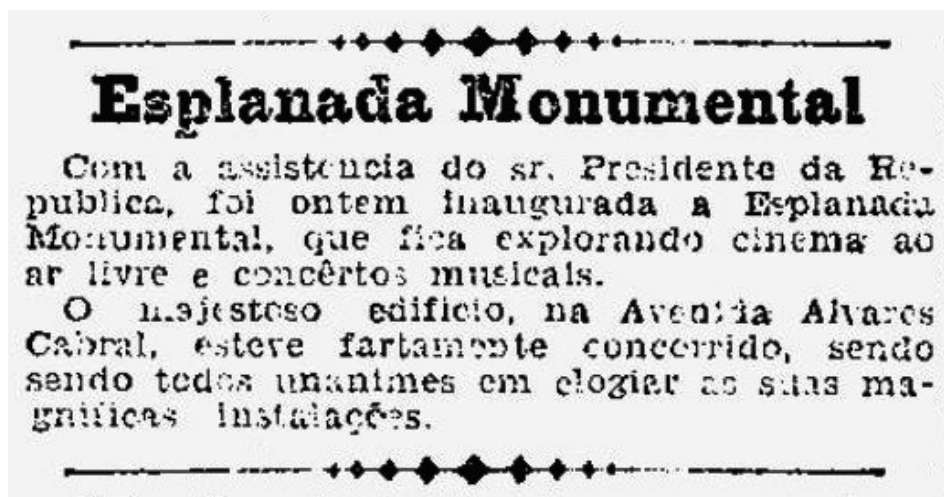 Esplanada Monumental
Com a assistencia do sr. Presidente da Re-
publica, foi ontem inaugurada a Esplanada
Monumental, que fica explorando cinema ao
ar livre e concêrtos musicais.
O majestoso edificio, na Avenida Alvares
Cabral, esteve fartamente concorrido, sendo
sendo todos unanimes em elogiar as suas ma-
gnificas instalações.